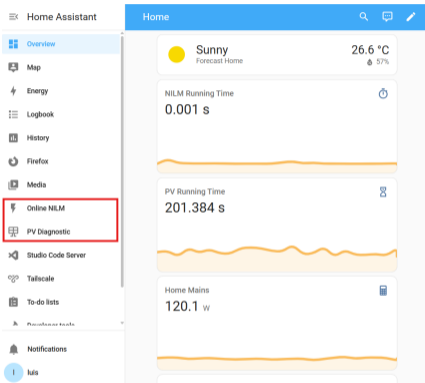 Home Assistant
Overview
Map
Energy
Logbook
History
Firefox
Media
Online NILM
PV Diagnostic
Studio Code Server
Tailscale
To-do lists
Developer tools
Notifications
l
luis
Home
Sunny
Forecast Home
26.6 °C
57%
NILM Running Time
0.001 s
PV Running Time
201.384 s
Home Mains
120.1 W